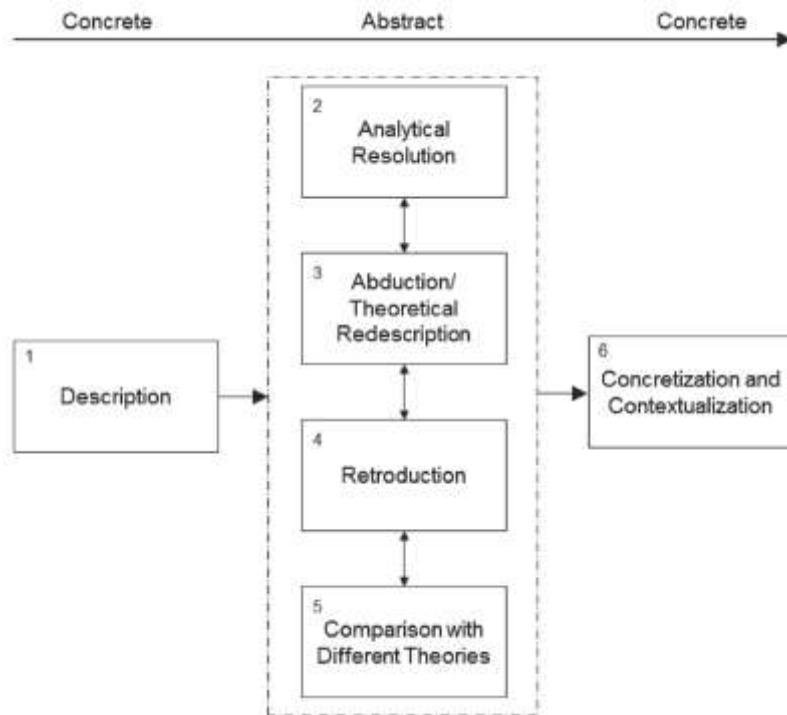 Concrete
Abstract
Concrete
2
Analytical
Resolution
3
Abduction/
Theoretical
Redescription
1
Description
6
Concretization and
Contextualization
4
Retroduction
5
Comparison with
Different Theories